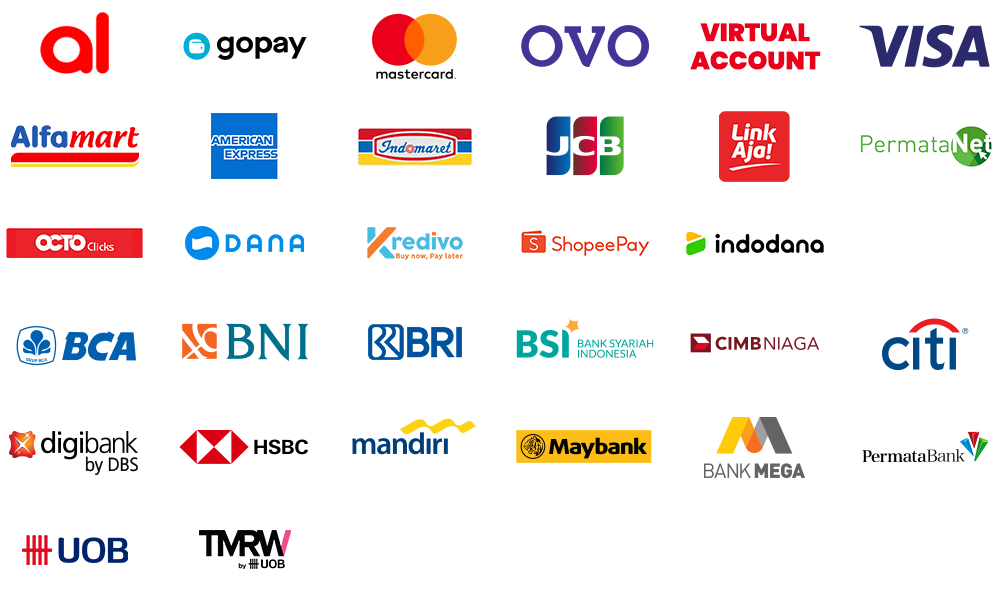 al
gopay
mastercard.
OVO
VIRTUAL
ACCOUNT
VISA
Alfamart
AMERICAN
EXPRESS
Indomaret
JCB
Link
Aja!
PermataNet
OCTO Clicks
DANA
Kredivo
Buy now, Pay later
ShopeePay
indodana
BCA
BNI
BRI
BSI BANK SYARIAH
INDONESIA
CIMB NIAGA
citi®
digibank
by DBS
HSBC
mandiri
Maybank
BANK MEGA
PermataBank
UOB
TMRW
by UOB